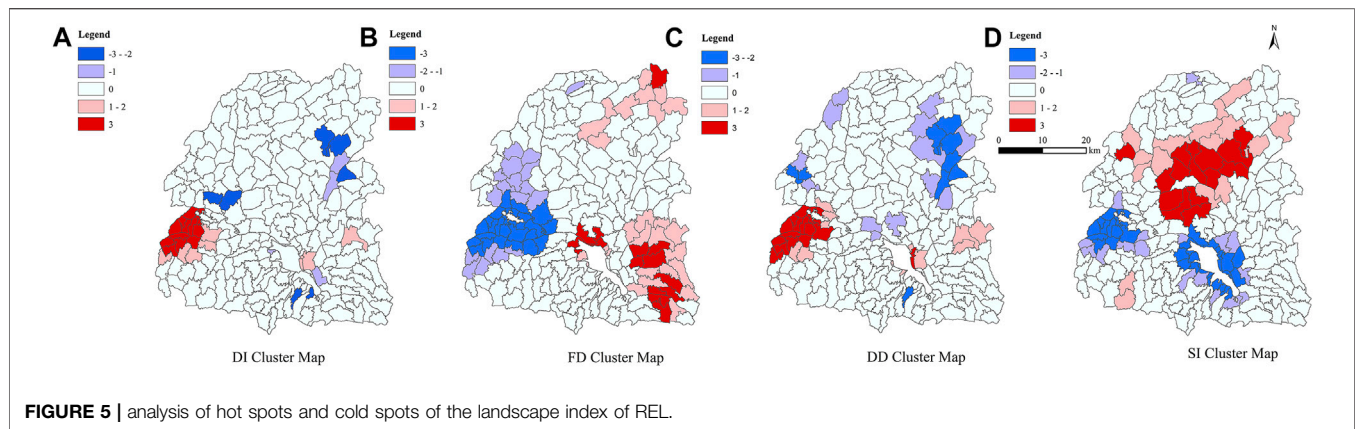 A
Legend
-3 - -2
-1
0
1 - 2
3
DI Cluster Map
B
Legend
-3
-2 - -1
0
1 - 2
3
FD Cluster Map
C
Legend
-3 - -2
-1
0
1 - 2
3
DD Cluster Map
D
Legend
-3
-2 - -1
0
1 - 2
3
N
0 10 20
km
SI Cluster Map
FIGURE 5 | analysis of hot spots and cold spots of the landscape index of REL.